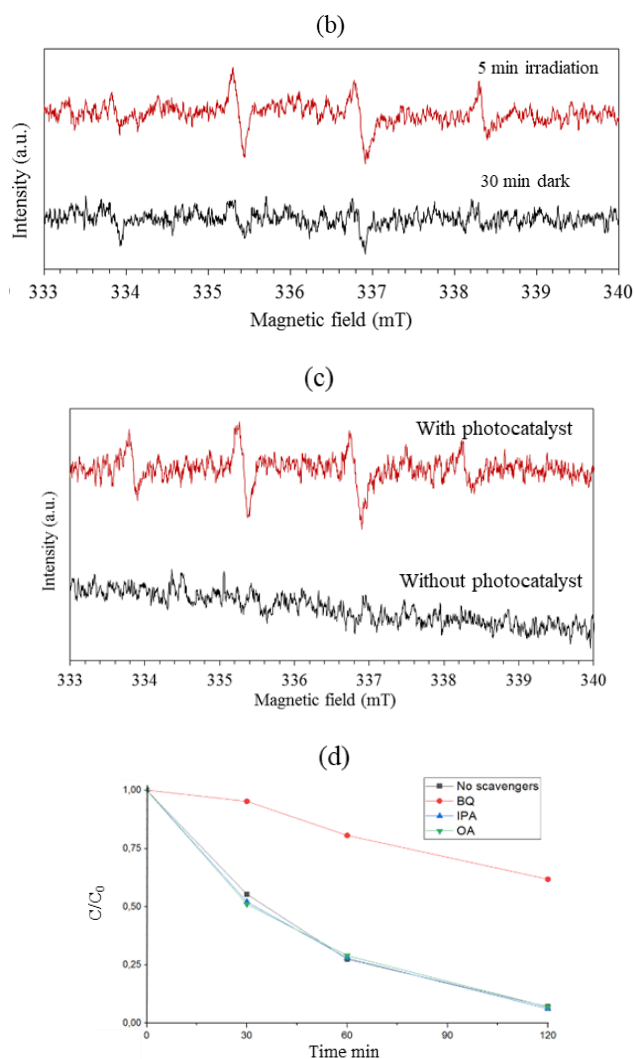 (b)
5 min irradiation
30 min dark
Intensity (a.u.)
333 334 335 336 337 338 339 340
Magnetic field (mT)
(c)
With photocatalyst
Without photocatalyst
Intensity (a.u.)
333 334 335 336 337 338 339 340
Magnetic field (mT)
(d)
No scavengers
BQ
IPA
OA
1,00
0,75
0,50
0,25
0,00
C/C₀
0 30 60 90 120
Time min